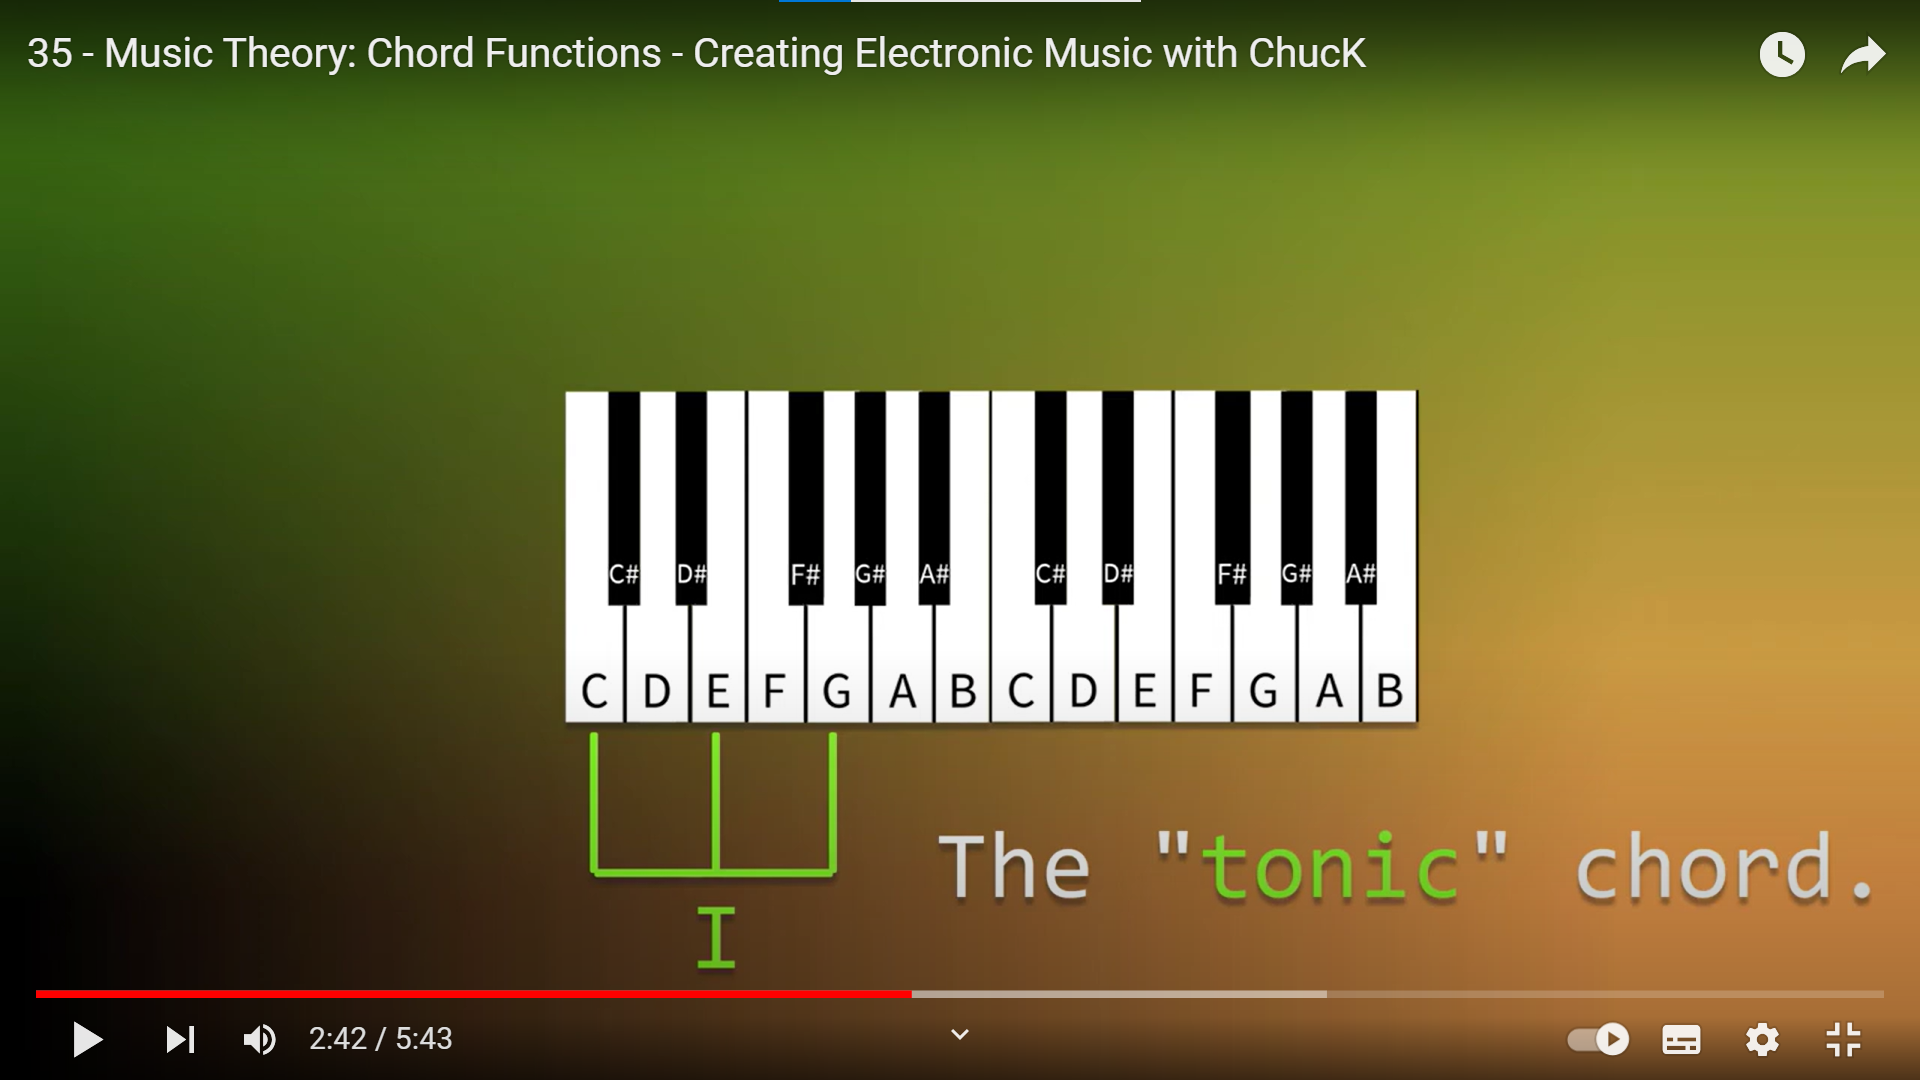 35 - Music Theory: Chord Functions - Creating Electronic Music with ChucK
C# D# F# G# A# C# D# F# G# A#
C D E F G A B C D E F G A B
The "tonic" chord.
I
2:42 / 5:43